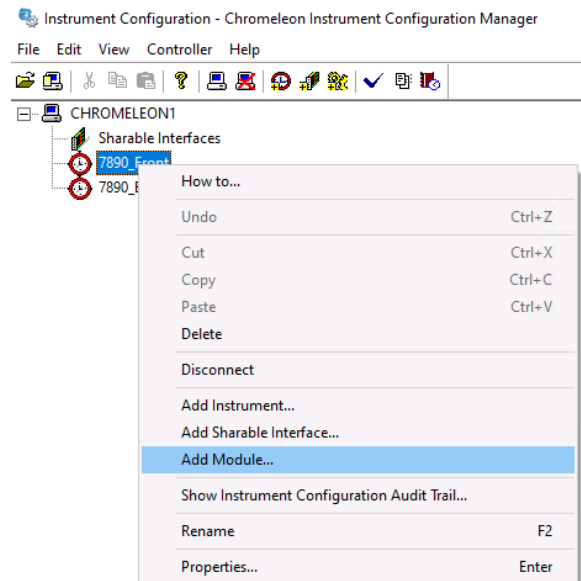 Instrument Configuration - Chromeleon Instrument Configuration Manager
File Edit View Controller Help
CHROMELEON1
Sharable Interfaces
7890_Front
7890_
How to...
Undo Ctrl+Z
Cut Ctrl+X
Copy Ctrl+C
Paste Ctrl+V
Delete
Disconnect
Add Instrument...
Add Sharable Interface...
Add Module...
Show Instrument Configuration Audit Trail...
Rename F2
Properties... Enter